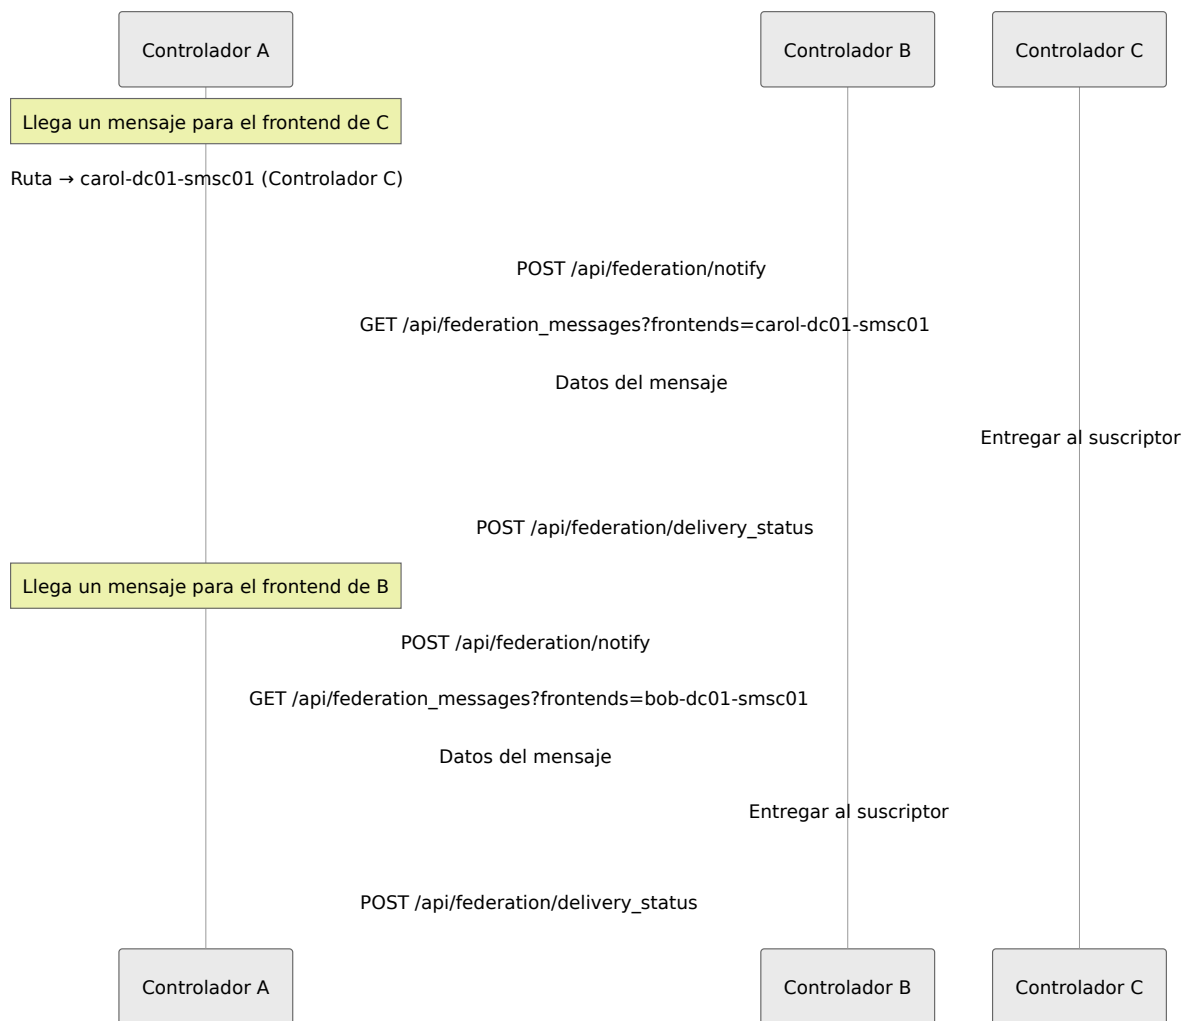 Controlador A
Controlador B
Controlador C
Llega un mensaje para el frontend de C
Ruta → carol-dc01-smsc01 (Controlador C)
POST /api/federation/notify
GET /api/federation_messages?frontends=carol-dc01-smsc01
Datos del mensaje
Entregar al suscriptor
POST /api/federation/delivery_status
Llega un mensaje para el frontend de B
POST /api/federation/notify
GET /api/federation_messages?frontends=bob-dc01-smsc01
Datos del mensaje
Entregar al suscriptor
POST /api/federation/delivery_status
Controlador A
Controlador B
Controlador C